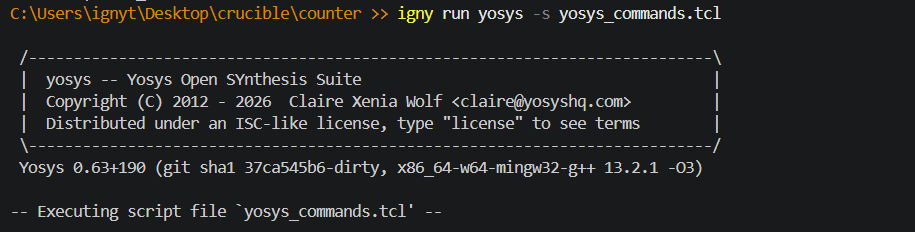 C:\Users\ignyt\Desktop\crucible\counter >> igny run yosys -s yosys_commands.tcl
/----------------------------------------------------------------------------\
|  yosys -- Yosys Open SYnthesis Suite                                       |
|  Copyright (C) 2012 - 2026  Claire Xenia Wolf <claire@yosyshq.com>         |
|  Distributed under an ISC-like license, type "license" to see terms        |
\----------------------------------------------------------------------------/
Yosys 0.63+190 (git sha1 37ca545b6-dirty, x86_64-w64-mingw32-g++ 13.2.1 -O3)
-- Executing script file `yosys_commands.tcl' --